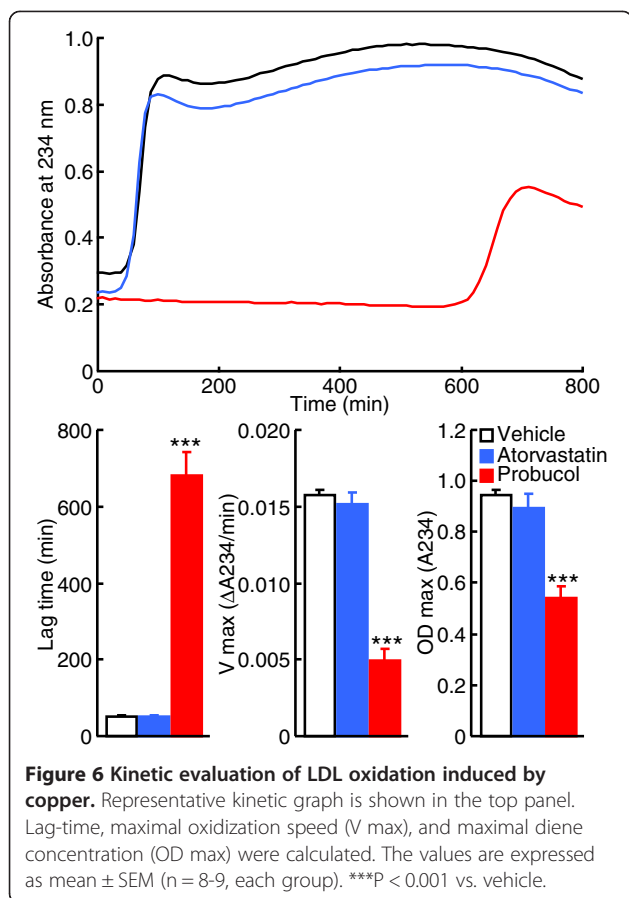 1.0
0.8
0.6
0.4
0.2
0
Absorbance at 234 nm
0 200 400 600 800
Time (min)
800
600
400
200
0
Lag time (min)
***
0.020
0.015
0.010
0.005
0
V max (ΔA234/min)
***
1.2
1.0
0.8
0.6
0.4
0.2
0
OD max (A234)
Vehicle
Atorvastatin
Probucol
***
Figure 6 Kinetic evaluation of LDL oxidation induced by
copper. Representative kinetic graph is shown in the top panel.
Lag-time, maximal oxidization speed (V max), and maximal diene
concentration (OD max) were calculated. The values are expressed
as mean ± SEM (n = 8-9, each group). ***P < 0.001 vs. vehicle.